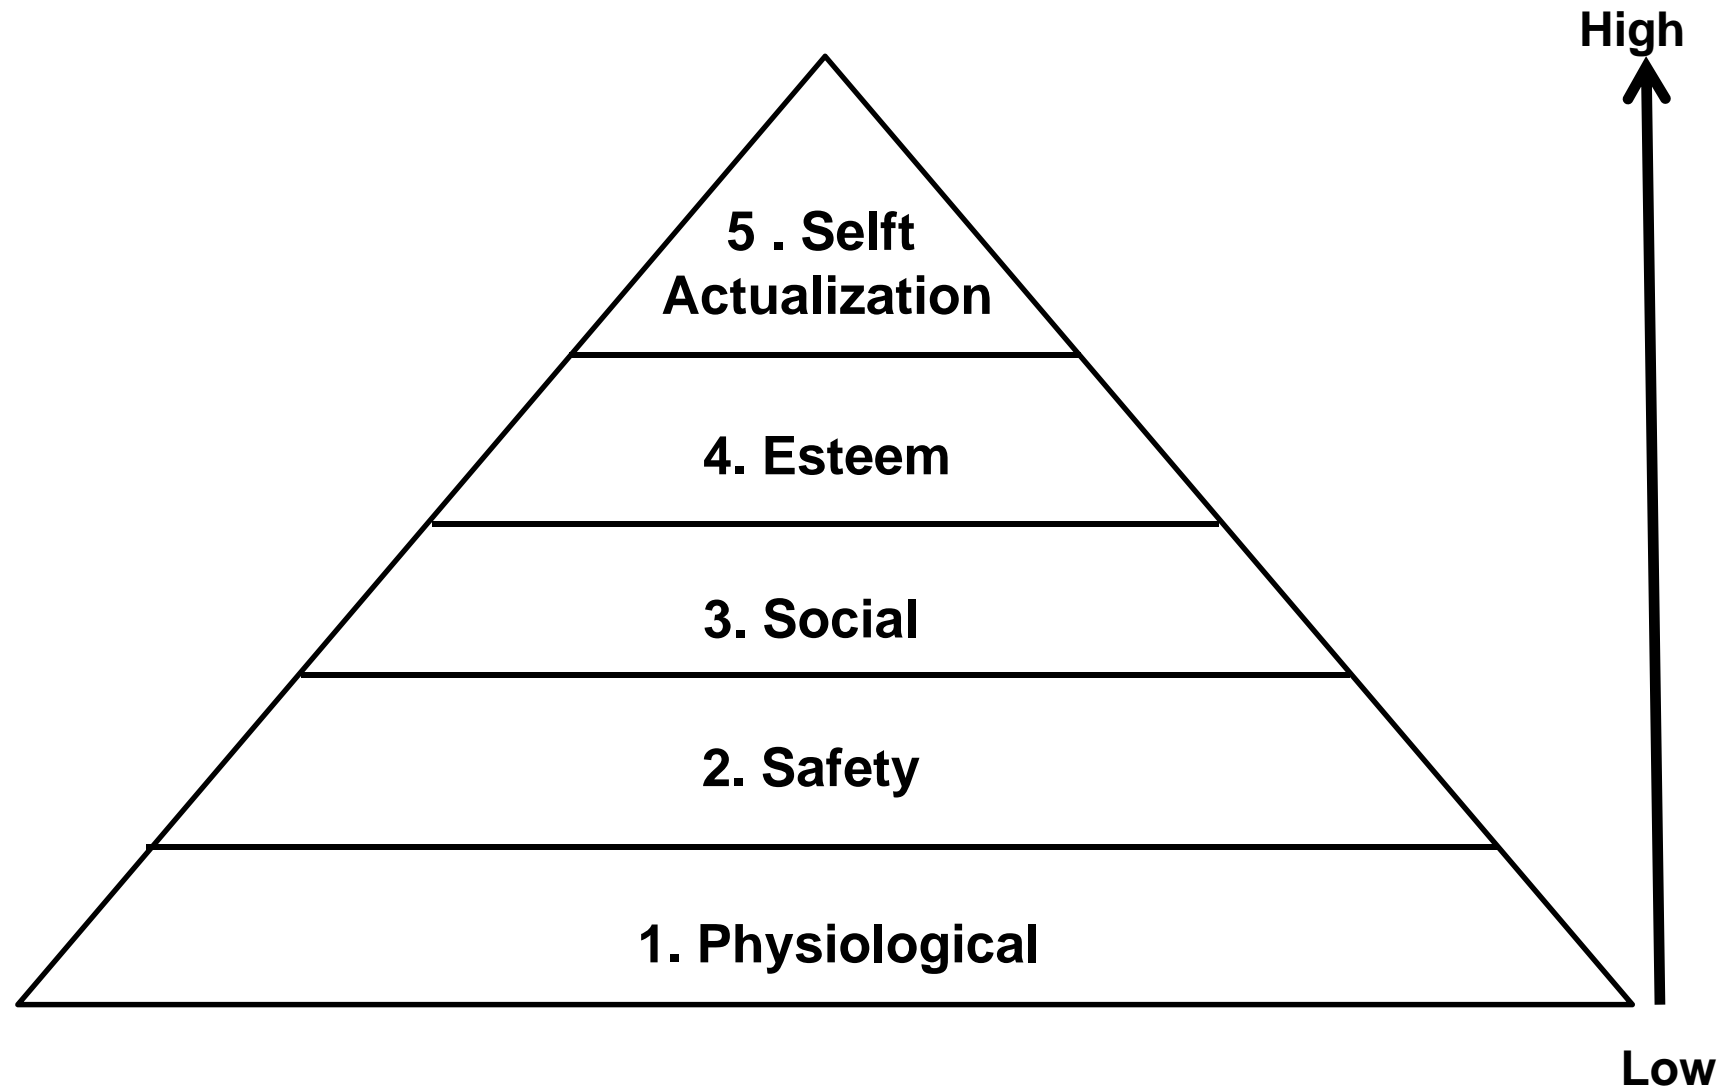 High
5 . Selft
Actualization
4. Esteem
3. Social
2. Safety
1. Physiological
Low